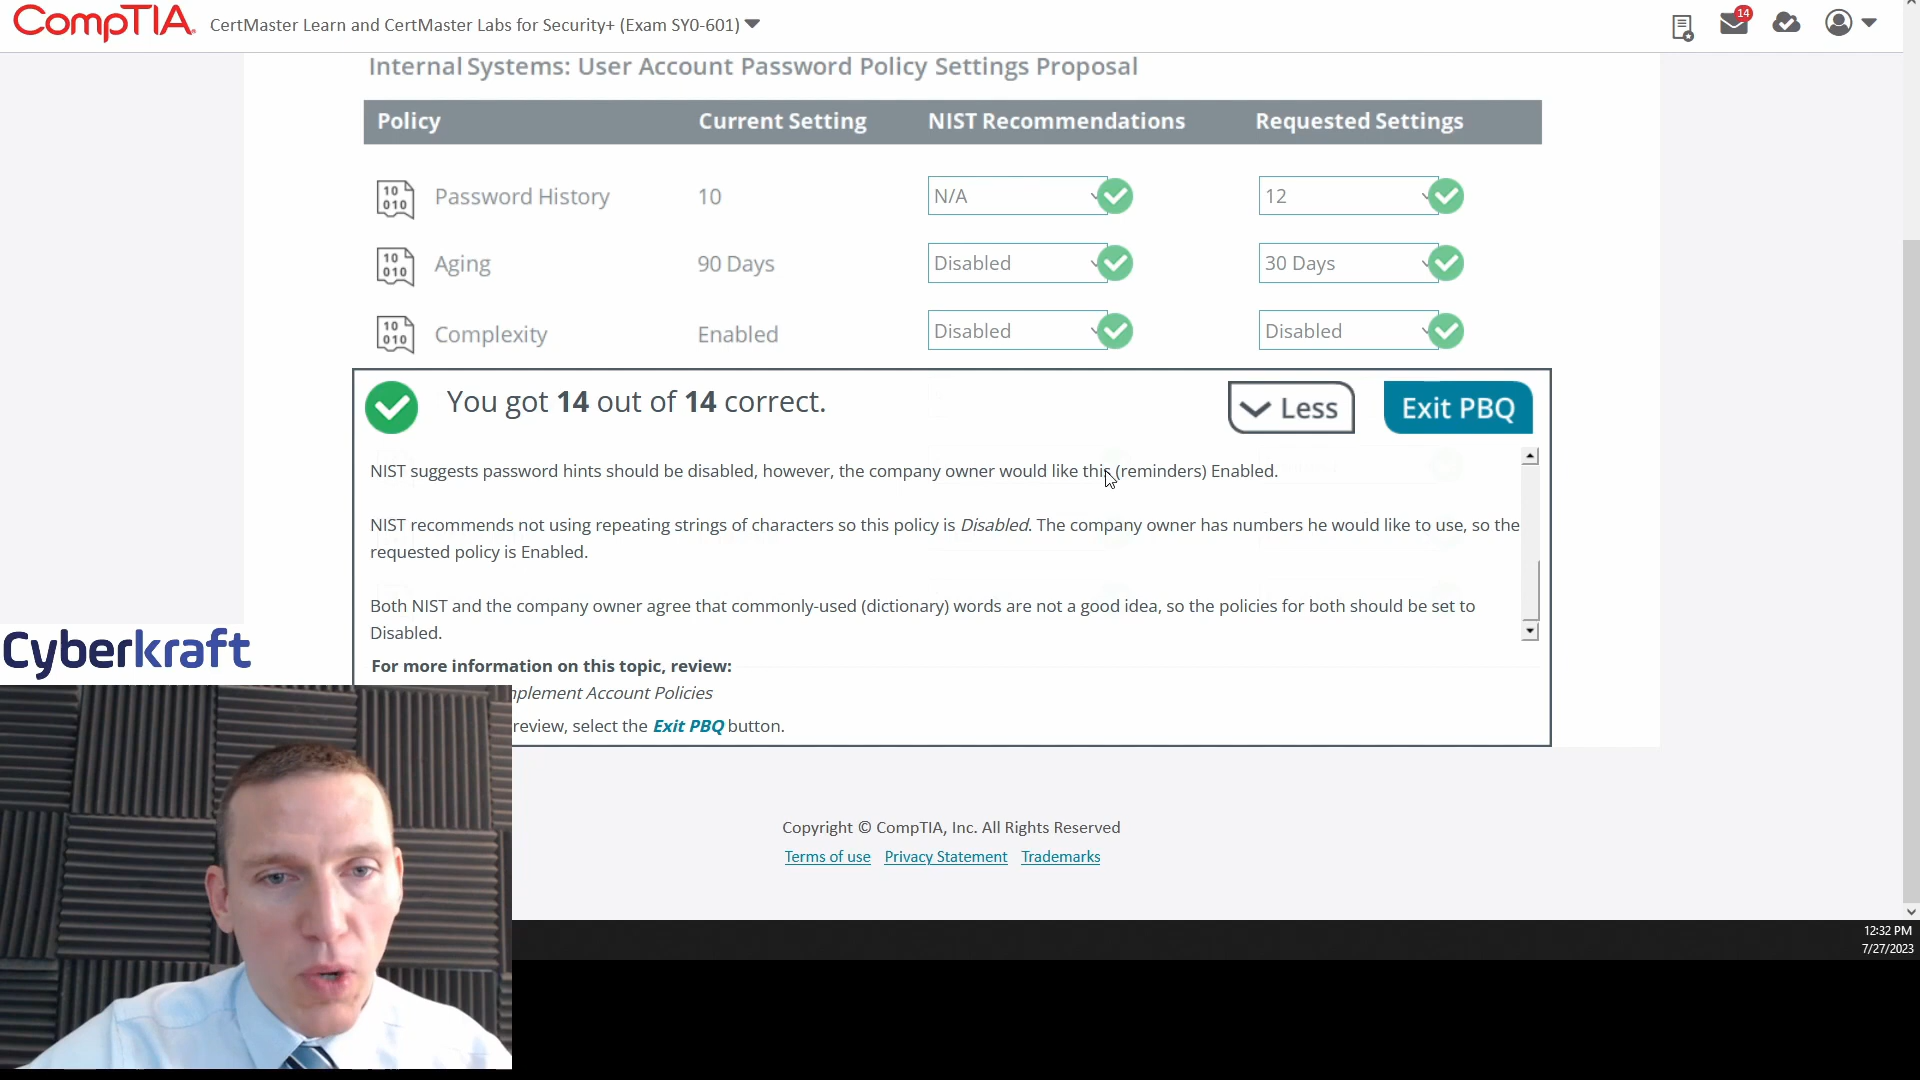 CompTIA. CertMaster Learn and CertMaster Labs for Security+ (Exam SY0-601)
14
Internal Systems: User Account Password Policy Settings Proposal
Policy Current Setting NIST Recommendations Requested Settings
10 010 Password History 10 N/A 12
10 010 Aging 90 Days Disabled 30 Days
10 010 Complexity Enabled Disabled Disabled
You got 14 out of 14 correct. Less Exit PBQ
NIST suggests password hints should be disabled, however, the company owner would like this (reminders) Enabled.
NIST recommends not using repeating strings of characters so this policy is Disabled. The company owner has numbers he would like to use, so the
requested policy is Enabled.
Both NIST and the company owner agree that commonly-used (dictionary) words are not a good idea, so the policies for both should be set to
Disabled.
For more information on this topic, review:
mplement Account Policies
review, select the Exit PBQ button.
Cyberkraft
Copyright © CompTIA, Inc. All Rights Reserved
Terms of use Privacy Statement Trademarks
12:32 PM
7/27/2023